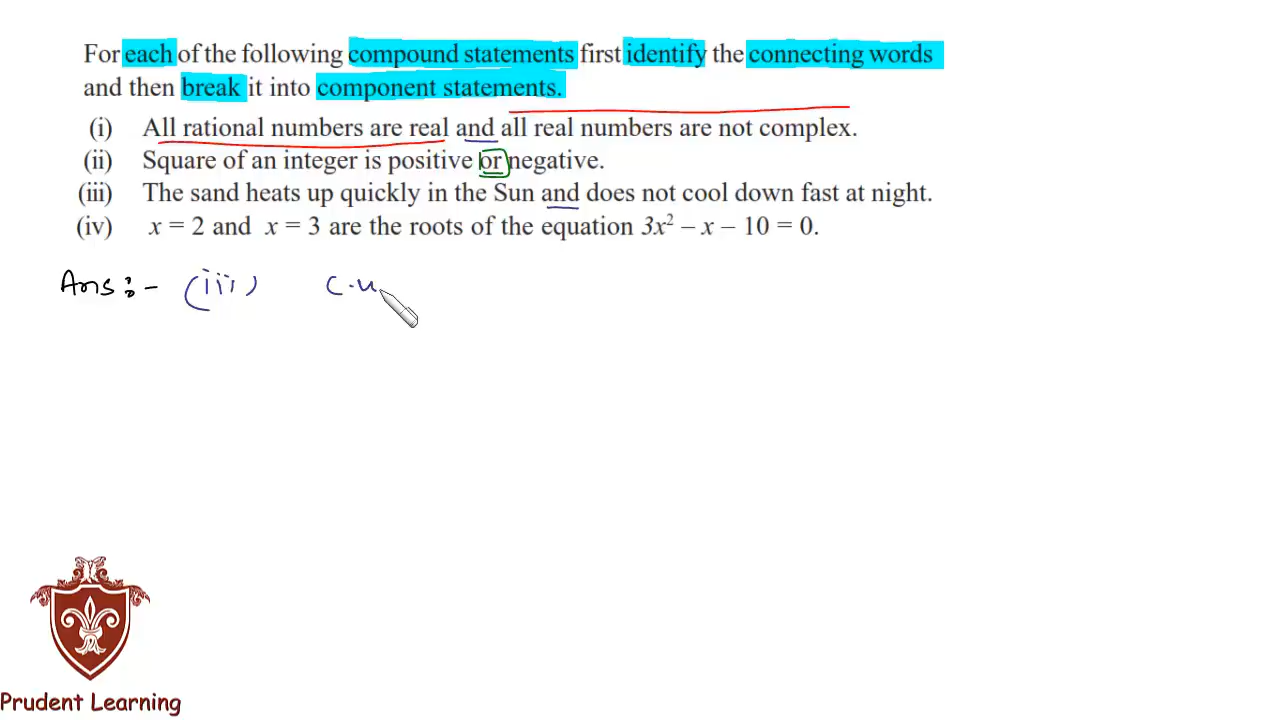 For each of the following compound statements first identify the connecting words
and then break it into component statements.
(i) All rational numbers are real and all real numbers are not complex.
(ii) Square of an integer is positive or negative.
(iii) The sand heats up quickly in the Sun and does not cool down fast at night.
(iv) x = 2 and x = 3 are the roots of the equation 3x² – x – 10 = 0.
Ans :- (iii) C.W
Prudent Learning